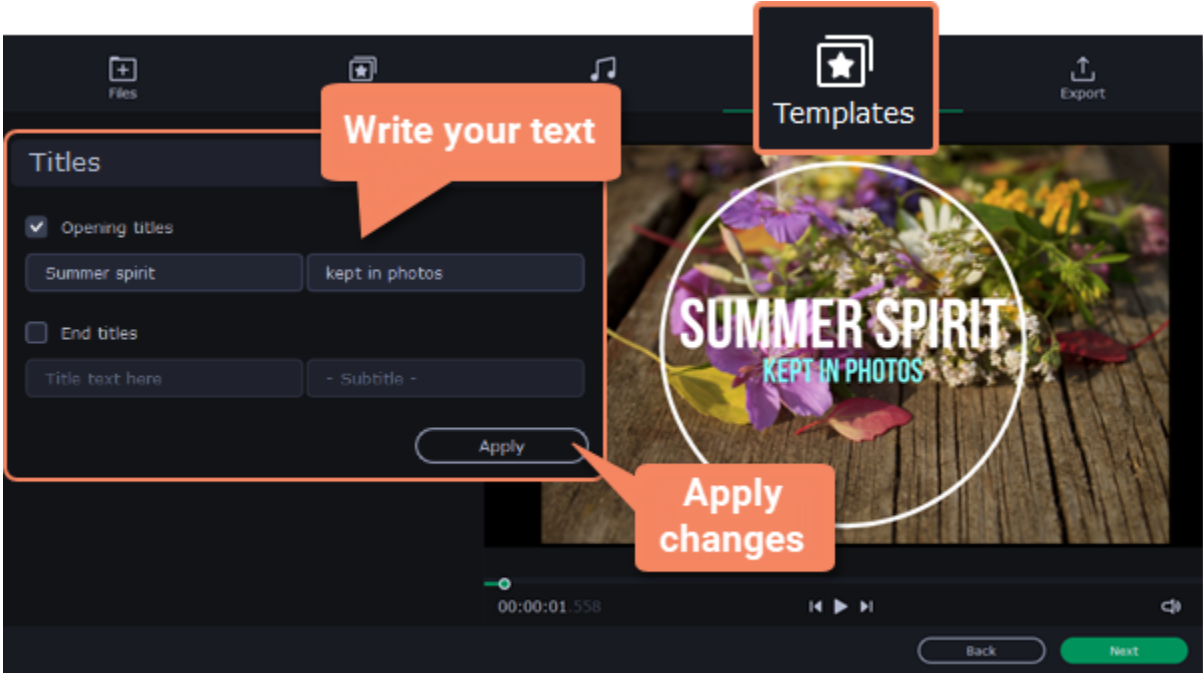 Files
Templates
Export
Write your text
Titles
Opening titles
Summer spirit
kept in photos
End titles
Title text here
- Subtitle -
Apply
SUMMER SPIRIT
KEPT IN PHOTOS
Apply
changes
00:00:01.558
Back
Next